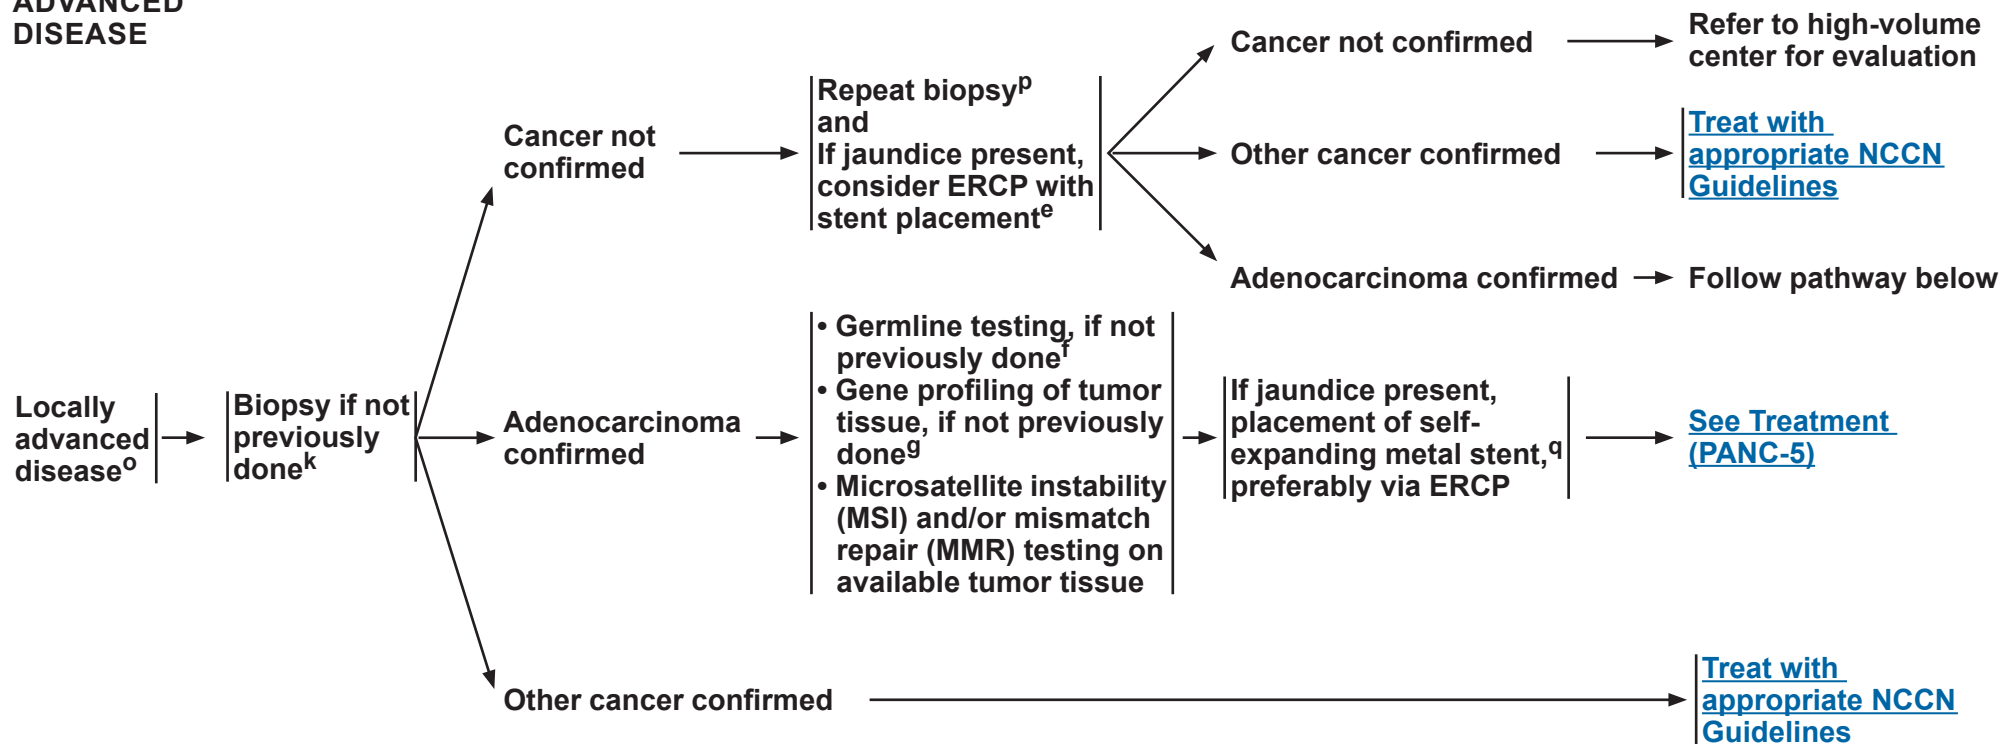 ADVANCED
DISEASE
Cancer not confirmed
Refer to high-volume
center for evaluation
Repeat biopsyp
and
If jaundice present,
consider ERCP with
stent placemente
Cancer not
confirmed
Other cancer confirmed
Treat with
appropriate NCCN
Guidelines
Adenocarcinoma confirmed
Follow pathway below
Locally
advanced
diseaseo
Biopsy if not
previously
donek
Adenocarcinoma
confirmed
• Germline testing, if not
previously donef
• Gene profiling of tumor
tissue, if not previously
doneg
• Microsatellite instability
(MSI) and/or mismatch
repair (MMR) testing on
available tumor tissue
If jaundice present,
placement of self-
expanding metal stent,q
preferably via ERCP
See Treatment
(PANC-5)
Other cancer confirmed
Treat with
appropriate NCCN
Guidelines